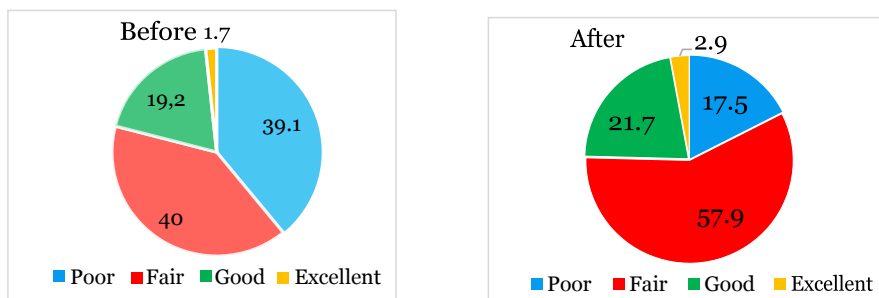 Before 1.7
19,2
39.1
40
Poor Fair Good Excellent
After 2.9
17.5
21.7
57.9
Poor Fair Good Excellent